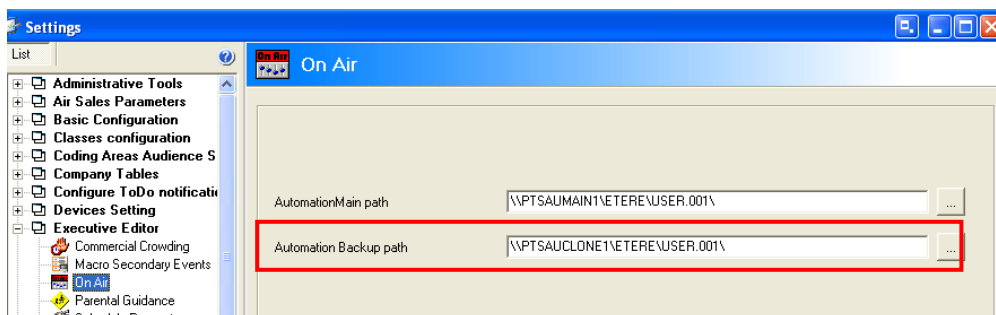 Settings
List
On Air
On Air
Administrative Tools
Air Sales Parameters
Basic Configuration
Classes configuration
Coding Areas Audience S
Company Tables
Configure ToDo notificati
Devices Setting
Executive Editor
Commercial Crowding
Macro Secondary Events
On Air
Parental Guidance
AutomationMain path
\\PTSAUMAIN1\ETERE\USER.001\
...
Automation Backup path
\\PTSAUCLONE1\ETERE\USER.001\
...